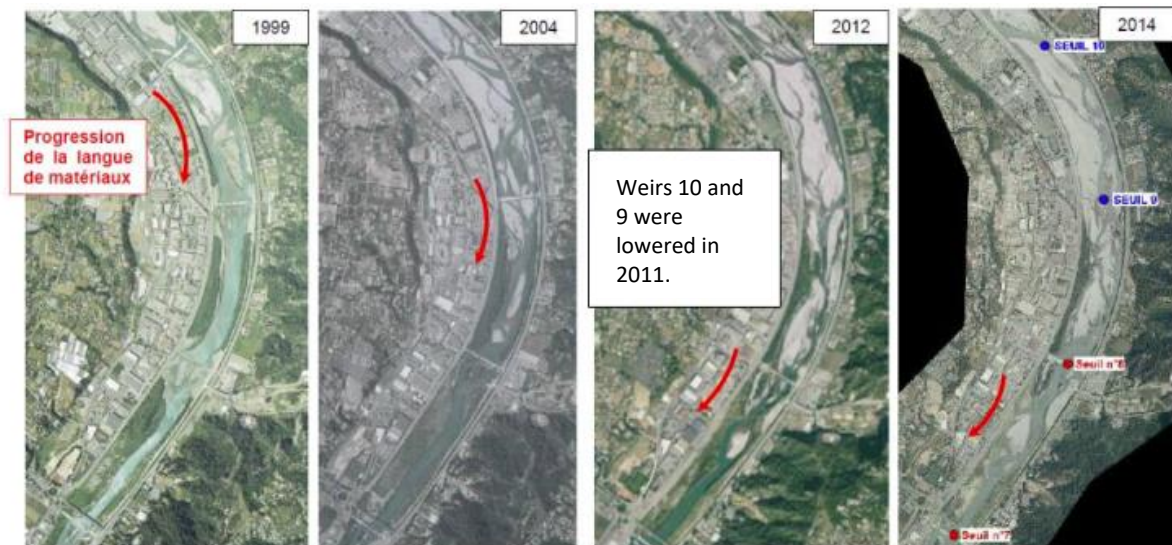 1999
2004
2012
2014
SEUIL 10
Progression
de la langue
de matériaux
Weirs 10 and
9 were
lowered in
2011.
SEUIL 9
Seuil n°8
Seuil n°7